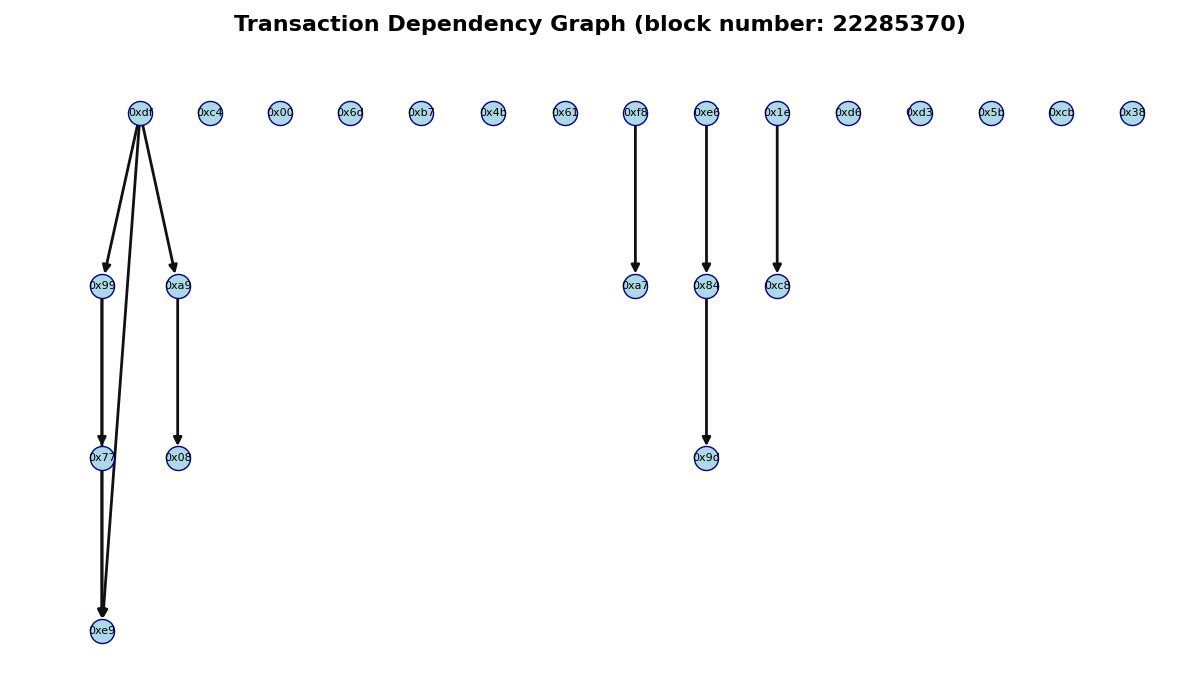 Transaction Dependency Graph (block number: 22285370)
0xdf 0xc4 0x00 0x6d 0xb7 0x4b 0x61 0xf8 0xe6 0x1e 0xd6 0xd3 0x5b 0xcb 0x38
0x99 0xa9 0xa7 0x84 0xc8
0x77 0x08 0x9d
0xe9